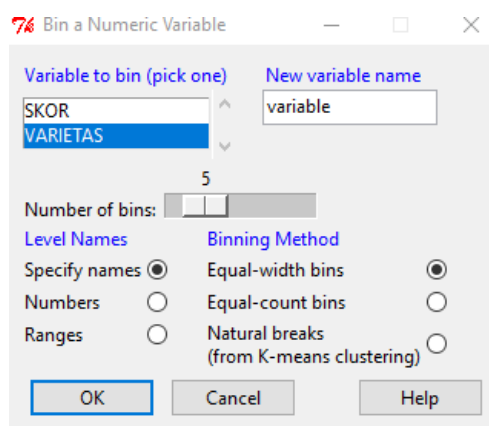 Bin a Numeric Variable
Variable to bin (pick one) New variable name
SKOR
VARIETAS
variable
5
Number of bins:
Level Names Binning Method
Specify names Equal-width bins
Numbers Equal-count bins
Ranges Natural breaks
(from K-means clustering)
OK Cancel Help